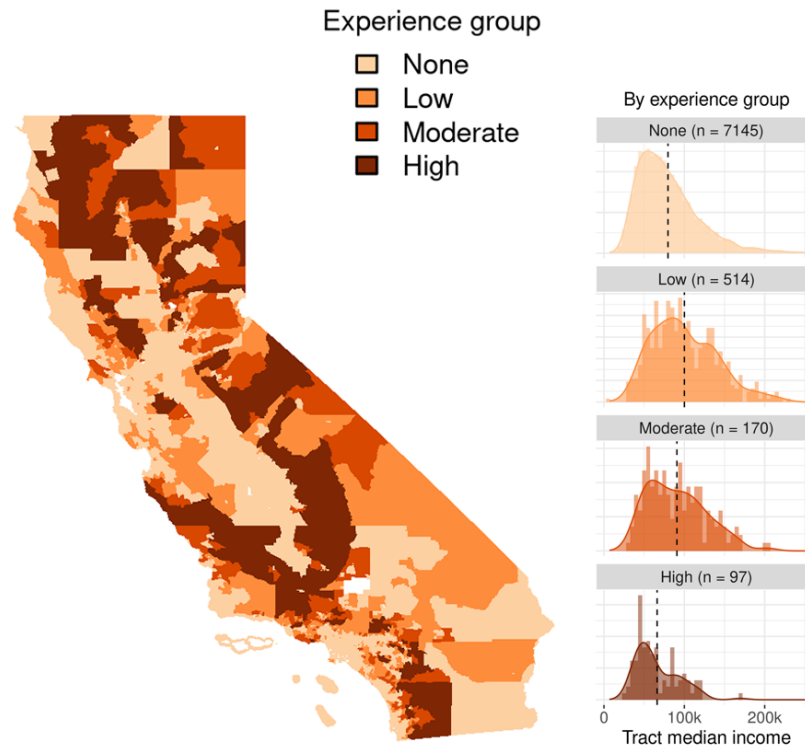 Experience group
None
Low
Moderate
High
By experience group
None (n = 7145)
Low (n = 514)
Moderate (n = 170)
High (n = 97)
0 100k 200k
Tract median income